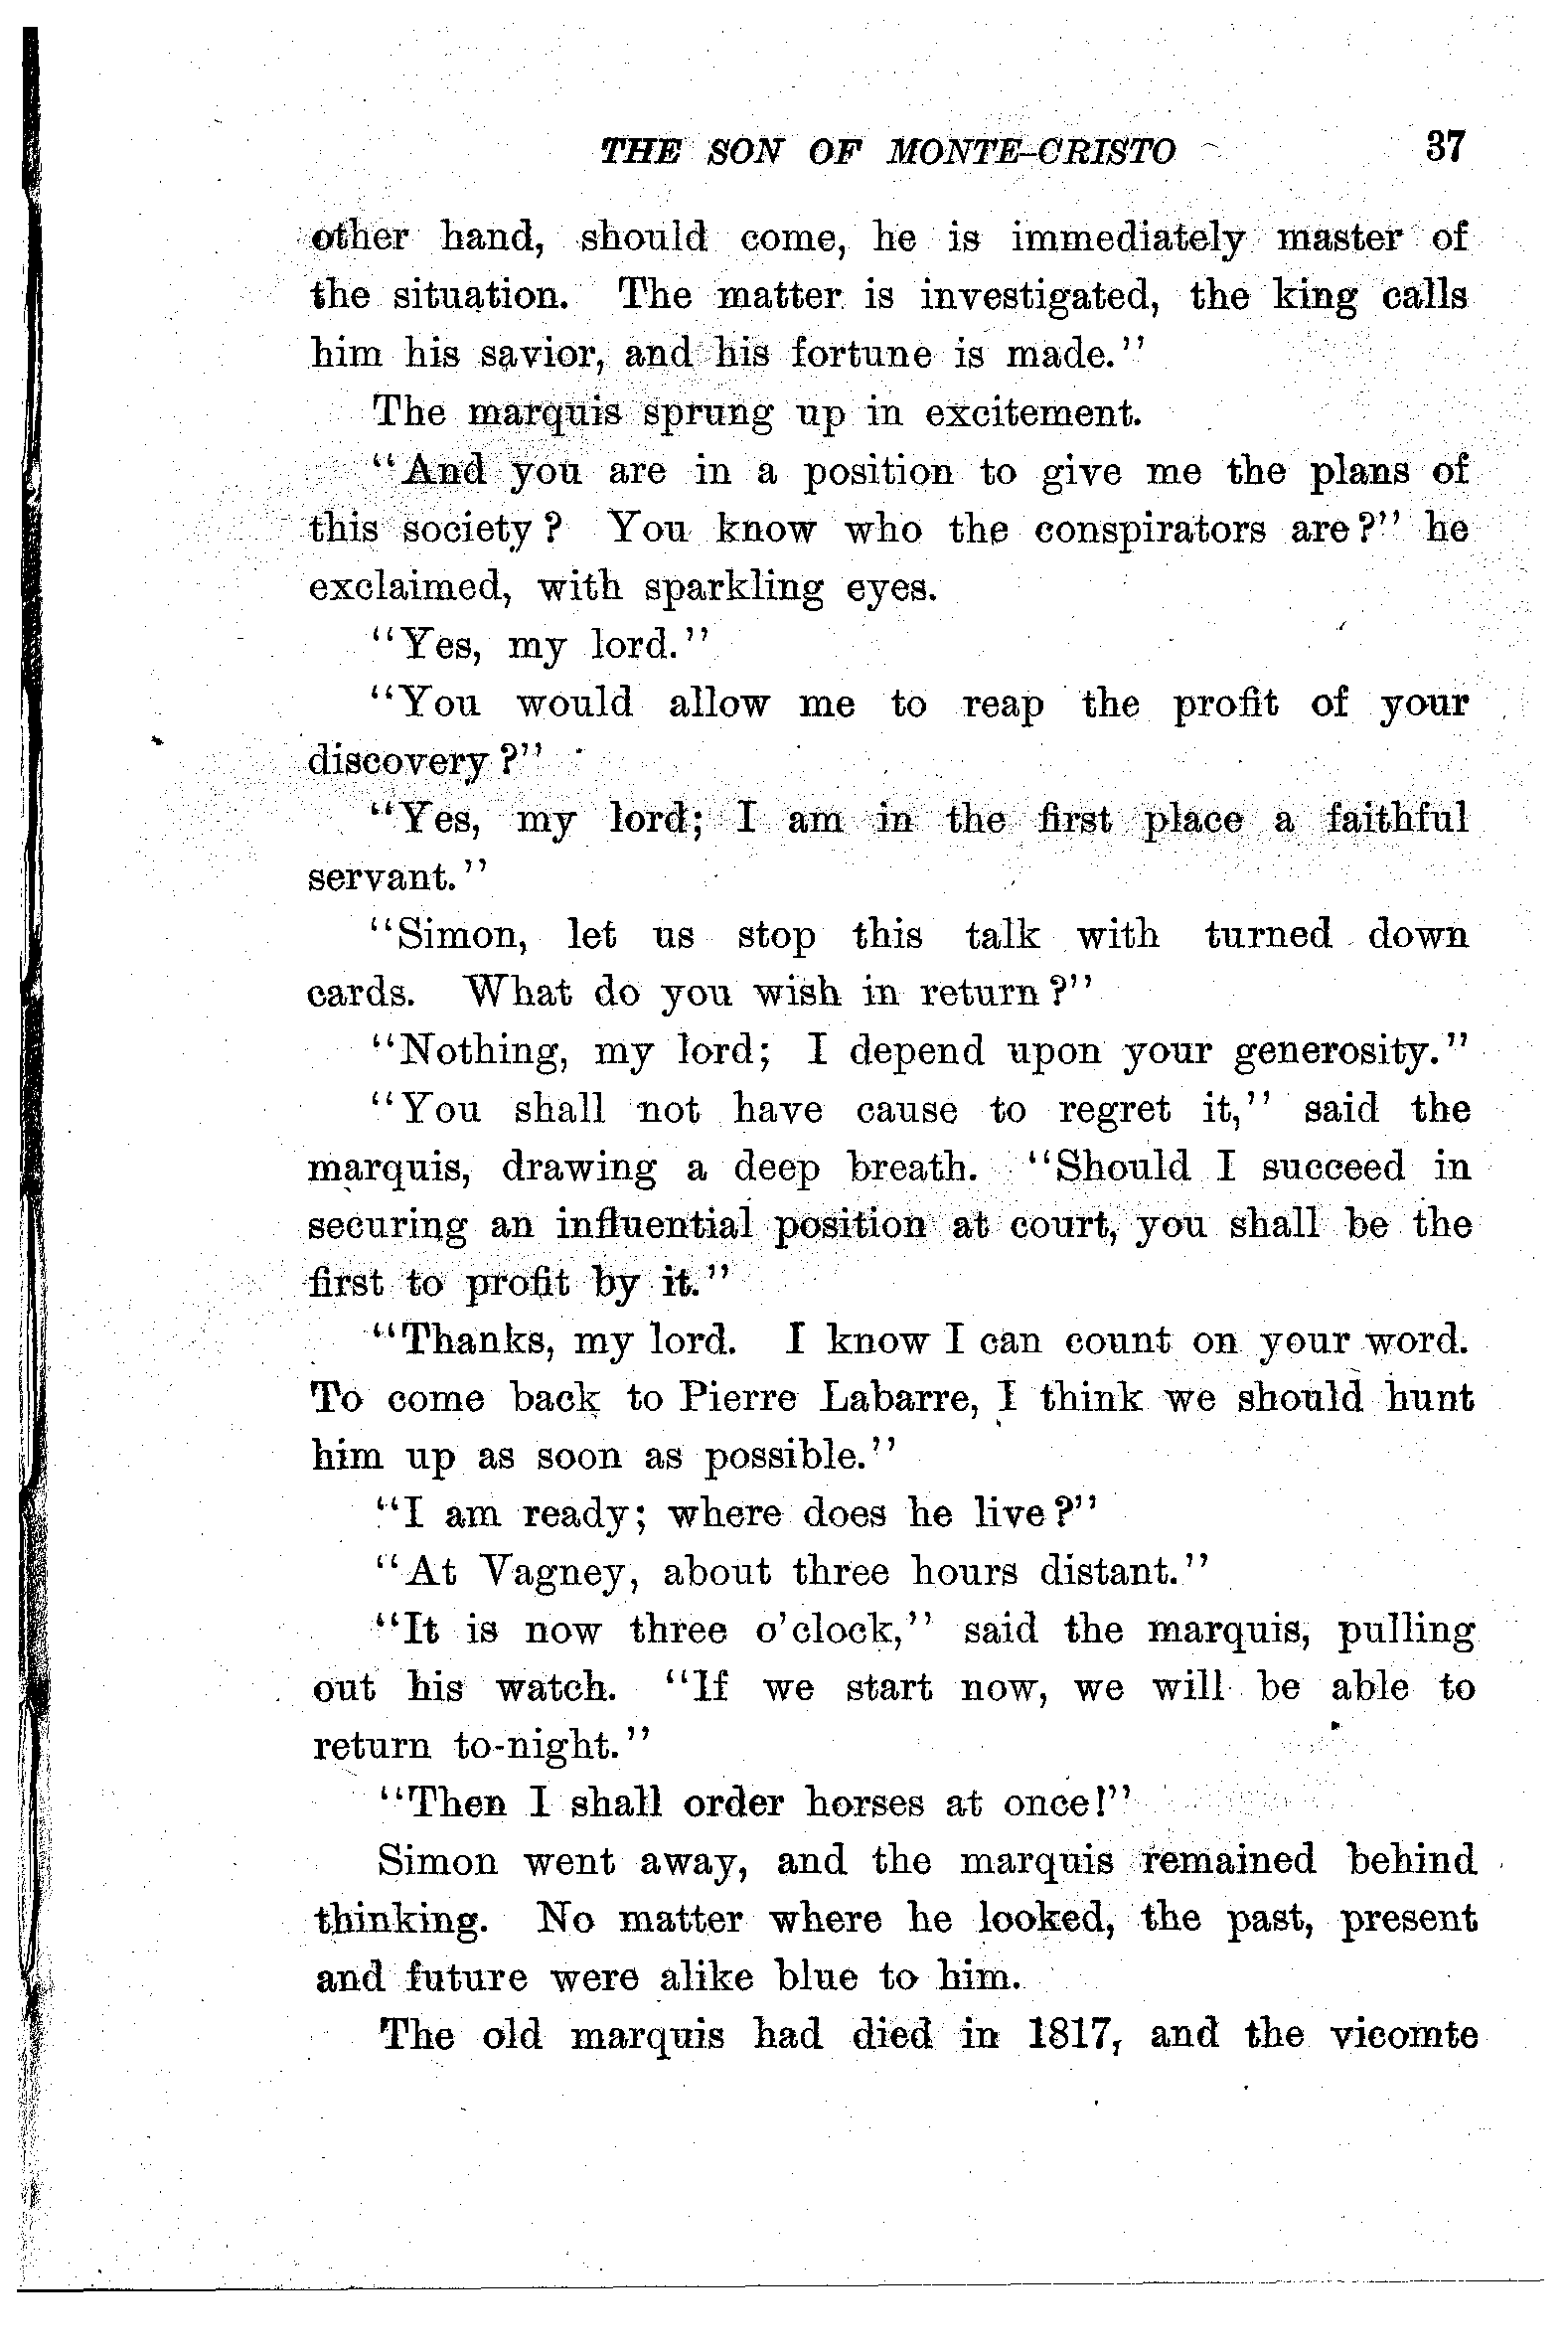 THE SON OF MONTE-CRISTO 37
other hand, should come, he is immediately master of
the situation. The matter is investigated, the king calls
him his savior, and his fortune is made."
The marquis sprung up in excitement.
"And you are in a position to give me the plans of
this society? You know who the conspirators are?" he
exclaimed, with sparkling eyes.
"Yes, my lord."
"You would allow me to reap the profit of your
discovery?"
"Yes, my lord; I am in the first place a faithful
servant."
"Simon, let us stop this talk with turned down
cards. What do you wish in return?"
"Nothing, my lord; I depend upon your generosity."
"You shall not have cause to regret it," said the
marquis, drawing a deep breath. "Should I succeed in
securing an influential position at court, you shall be the
first to profit by it."
"Thanks, my lord. I know I can count on your word.
To come back to Pierre Labarre, I think we should hunt
him up as soon as possible."
"I am ready; where does he live?"
"At Vagney, about three hours distant."
"It is now three o'clock," said the marquis, pulling
out his watch. "If we start now, we will be able to
return to-night."
"Then I shall order horses at once!"
Simon went away, and the marquis remained behind
thinking. No matter where he looked, the past, present
and future were alike blue to him.
The old marquis had died in 1817, and the vicomte